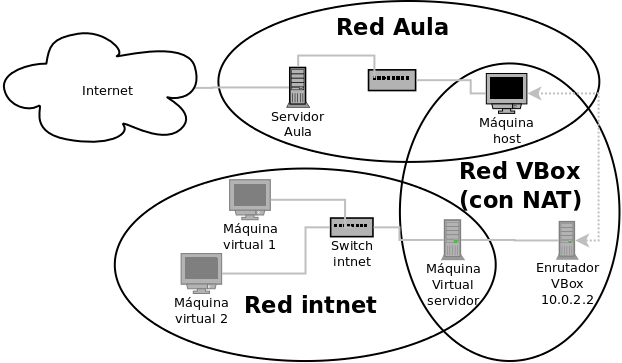 Red Aula
Internet
Servidor
Aula
Máquina
host
Red VBox
(con NAT)
Máquina
virtual 1
Switch
intnet
Máquina
Virtual
servidor
Enrutador
VBox
10.0.2.2
Máquina
virtual 2
Red intnet